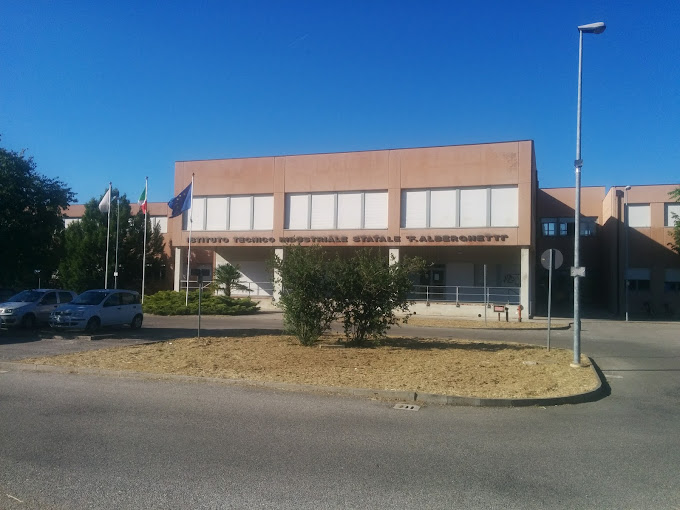 ISTITUTO TECNICO INDUSTRIALE STATALE "F. ALBERGHETTI"